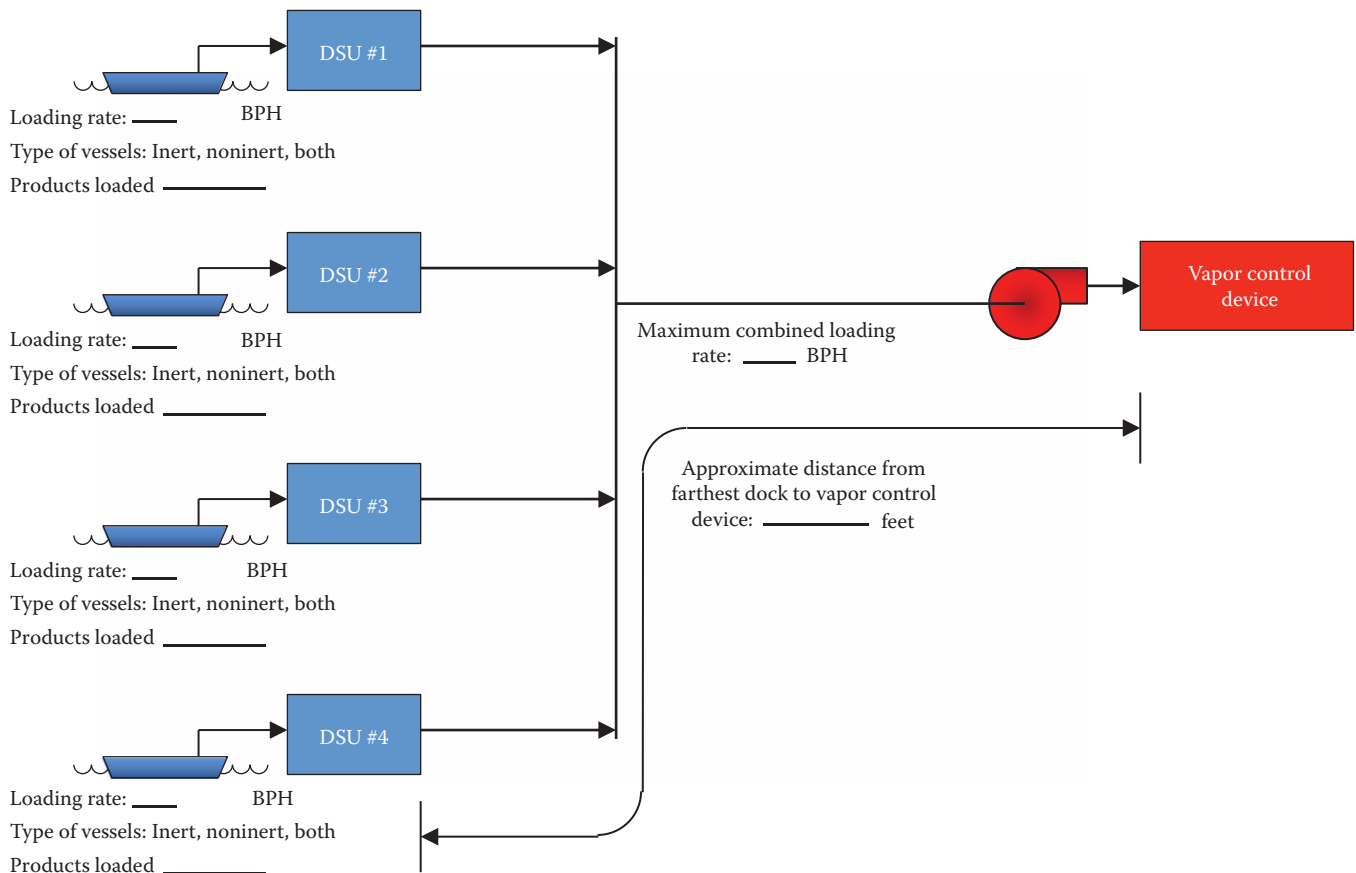 DSU #1
Loading rate: BPH
Type of vessels: Inert, noninert, both
Products loaded
DSU #2
Loading rate: BPH
Type of vessels: Inert, noninert, both
Products loaded
Vapor control
device
Maximum combined loading
rate: BPH
DSU #3
Loading rate: BPH
Type of vessels: Inert, noninert, both
Products loaded
Approximate distance from
farthest dock to vapor control
device: feet
DSU #4
Loading rate: BPH
Type of vessels: Inert, noninert, both
Products loaded